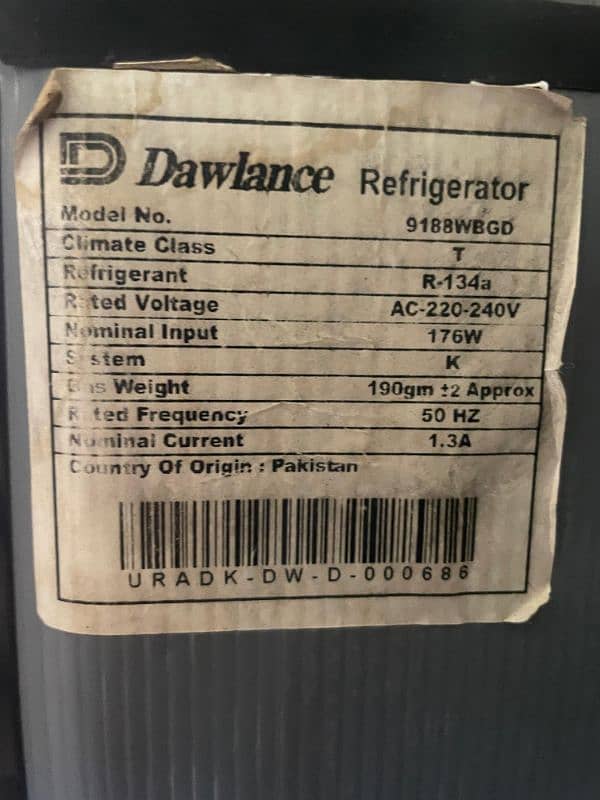 Dawlance Refrigerator
Model No. 9188WBGD
Climate Class T
Refrigerant R-134a
Rated Voltage AC-220-240V
Nominal Input 176W
System K
Gas Weight 190gm ±2 Approx
Rated Frequency 50 HZ
Nominal Current 1.3A
Country Of Origin : Pakistan
URADK-DW-D-000686